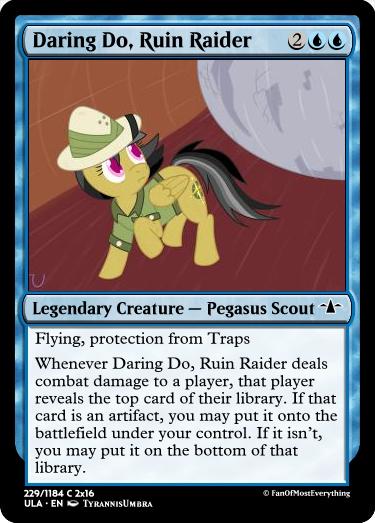 Daring Do, Ruin Raider 2
Legendary Creature — Pegasus Scout
Flying, protection from Traps
Whenever Daring Do, Ruin Raider deals
combat damage to a player, that player
reveals the top card of their library. If that
card is an artifact, you may put it onto the
battlefield under your control. If it isn't,
you may put it on the bottom of that
library.
229/1184 C 2x16
ULA • EN TyrannisUmbra
© FanOfMostEverything